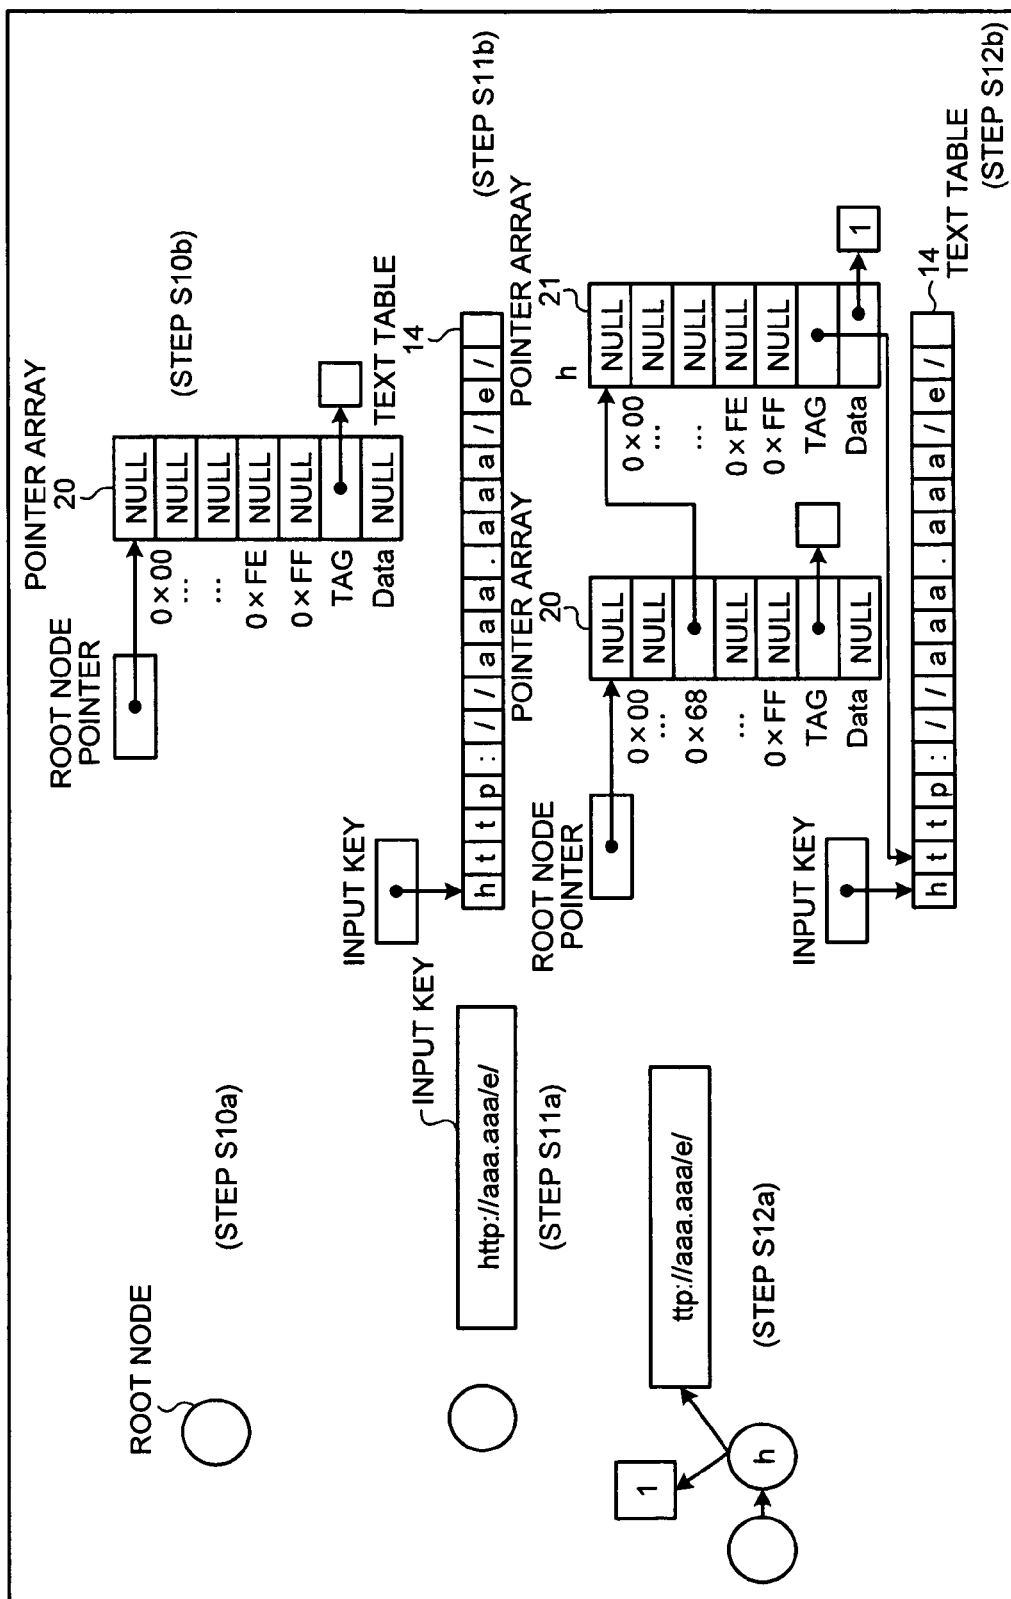 ROOT NODE
(STEP S10a)
ROOT NODE
POINTER
POINTER ARRAY
20
NULL
0×00 NULL
... NULL
0×FE NULL
0×FF NULL
TAG
Data NULL
(STEP S10b)
INPUT KEY
http://aaa.aaa/e/
(STEP S11a)
INPUT KEY
TEXT TABLE
14
h t t p : / / a a a . a a a / e /
(STEP S11b)
1
h
ttp://aaa.aaa/e/
(STEP S12a)
ROOT NODE
POINTER
POINTER ARRAY
20
NULL
0×00 NULL
...
0×68
... NULL
0×FF NULL
TAG
Data NULL
POINTER ARRAY
21
h
NULL
0×00 NULL
... NULL
... NULL
0×FE NULL
0×FF
TAG
Data
1
INPUT KEY
h t t p : / / a a a . a a a / e /
14
TEXT TABLE
(STEP S12b)